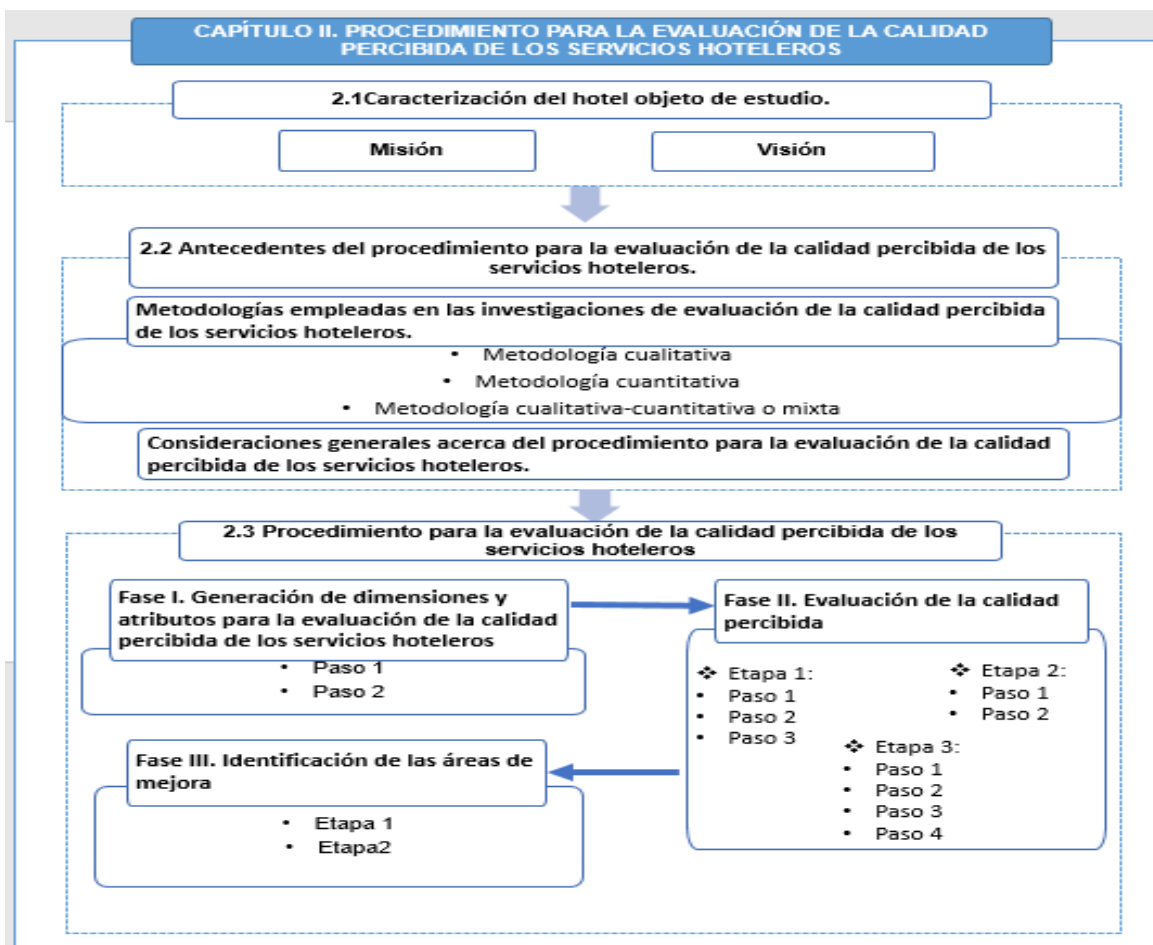 CAPÍTULO II. PROCEDIMIENTO PARA LA EVALUACIÓN DE LA CALIDAD
PERCIBIDA DE LOS SERVICIOS HOTELEROS
2.1Caracterización del hotel objeto de estudio.
Misión
Visión
2.2 Antecedentes del procedimiento para la evaluación de la calidad percibida de los
servicios hoteleros.
Metodologías empleadas en las investigaciones de evaluación de la calidad percibida
de los servicios hoteleros.
• Metodología cualitativa
• Metodología cuantitativa
• Metodología cualitativa-cuantitativa o mixta
Consideraciones generales acerca del procedimiento para la evaluación de la calidad
percibida de los servicios hoteleros.
2.3 Procedimiento para la evaluación de la calidad percibida de los
servicios hoteleros
Fase I. Generación de dimensiones y
atributos para la evaluación de la calidad
percibida de los servicios hoteleros
• Paso 1
• Paso 2
Fase II. Evaluación de la calidad
percibida
❖ Etapa 1:
• Paso 1
• Paso 2
• Paso 3
❖ Etapa 2:
• Paso 1
• Paso 2
❖ Etapa 3:
• Paso 1
• Paso 2
• Paso 3
• Paso 4
Fase III. Identificación de las áreas de
mejora
• Etapa 1
• Etapa2